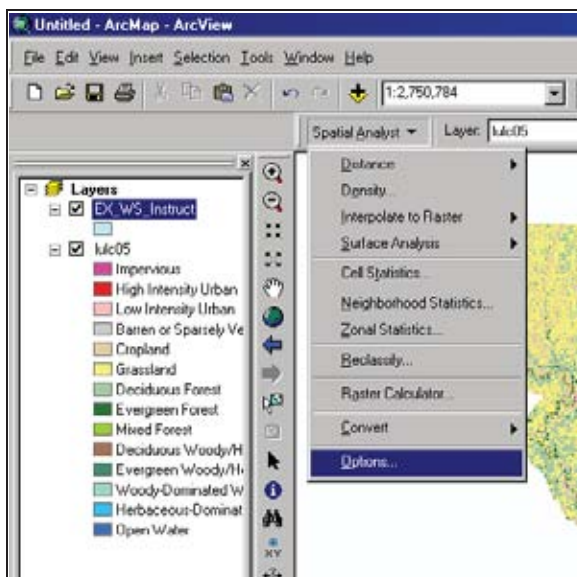 Untitled - ArcMap - ArcView
File Edit View Insert Selection Tools Window Help
1:2,750,784
Spatial Analyst Layer: lulc05
Distance
Density...
Interpolate to Raster
Surface Analysis
Cell Statistics...
Neighborhood Statistics...
Zonal Statistics...
Reclassify...
Raster Calculator...
Convert
Options...
Layers
EX_WS_Instruct
lulc05
Impervious
High Intensity Urban
Low Intensity Urban
Barren or Sparsely Ve
Cropland
Grassland
Deciduous Forest
Evergreen Forest
Mixed Forest
Deciduous Woody/H
Evergreen Woody/H
Woody-Dominated W
Herbaceous-Dominat
Open Water
XY